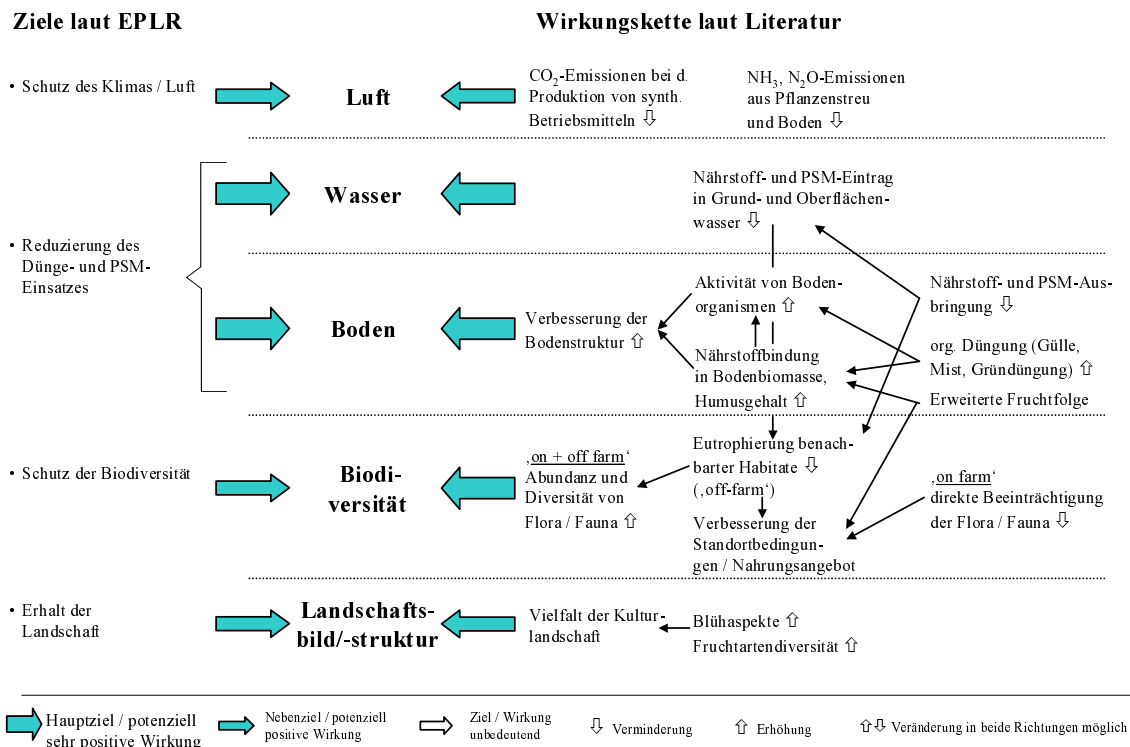 Ziele laut EPLR
Wirkungskette laut Literatur
• Schutz des Klimas / Luft
Luft
CO₂-Emissionen bei d.
Produktion von synth.
Betriebsmitteln ⇩
NH₃, N₂O-Emissionen
aus Pflanzenstreu
und Boden ⇩
• Reduzierung des
Dünge- und PSM-
Einsatzes
Wasser
Nährstoff- und PSM-Eintrag
in Grund- und Oberflächen-
wasser ⇩
Boden
Verbesserung der
Bodenstruktur ⇧
Aktivität von Boden-
organismen ⇧
Nährstoffbindung
in Bodenbiomasse,
Humusgehalt ⇧
Nährstoff- und PSM-Aus-
bringung ⇩
org. Düngung (Gülle,
Mist, Gründüngung) ⇧
Erweiterte Fruchtfolge
• Schutz der Biodiversität
Biodi-
versität
‚on + off farm‘
Abundanz und
Diversität von
Flora / Fauna ⇧
Eutrophierung benach-
barter Habitate ⇩
(‚off-farm‘)
Verbesserung der
Standortbedingun-
gen / Nahrungsangebot
‚on farm‘
direkte Beeinträchtigung
der Flora / Fauna ⇩
• Erhalt der
Landschaft
Landschafts-
bild/-struktur
Vielfalt der Kultur-
landschaft
Blühaspekte ⇧
Fruchtartendiversität ⇧
Hauptziel / potenziell
sehr positive Wirkung
Nebenziel / potenziell
positive Wirkung
Ziel / Wirkung
unbedeutend
⇩ Verminderung
⇧ Erhöhung
⇧⇩ Veränderung in beide Richtungen möglich